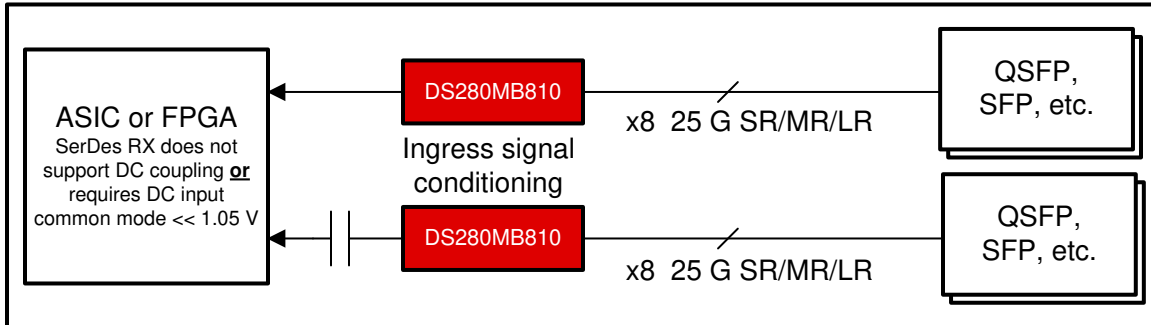 ASIC or FPGA
SerDes RX does not
support DC coupling or
requires DC input
common mode << 1.05 V
DS280MB810
x8 25 G SR/MR/LR
QSFP,
SFP, etc.
Ingress signal
conditioning
DS280MB810
x8 25 G SR/MR/LR
QSFP,
SFP, etc.